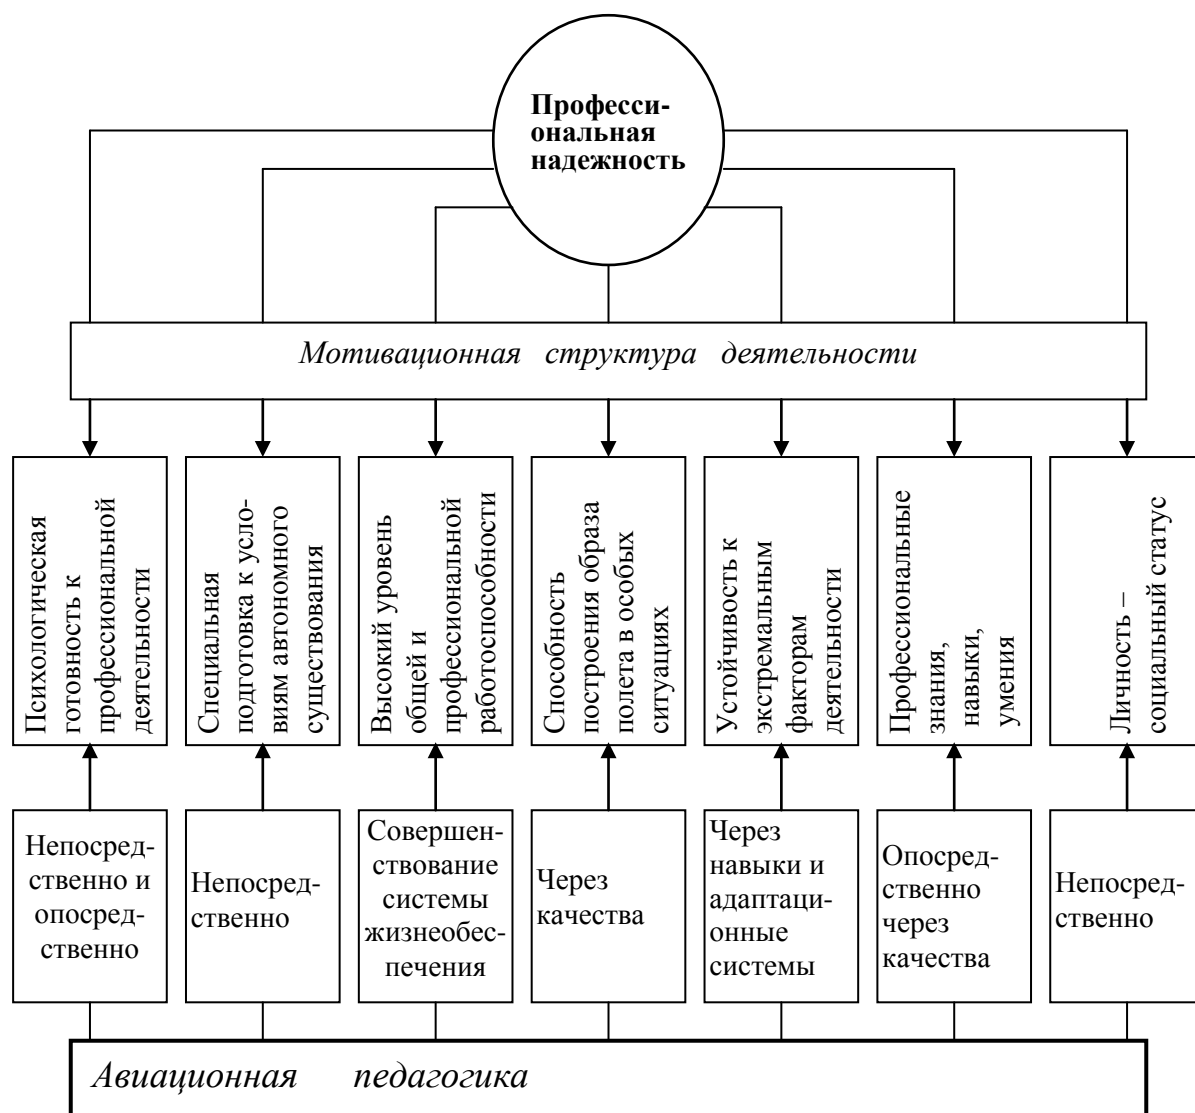 Професси-
ональная
надежность
Мотивационная структура деятельности
Психологическая
готовность к
профессиональной
деятельности
Специальная
подготовка к усло-
виям автономного
существования
Высокий уровень
общей и
профессиональной
работоспособности
Способность
построения образа
полета в особых
ситуациях
Устойчивость к
экстремальным
факторам
деятельности
Профессиональные
знания,
навыки,
умения
Личность –
социальный статус
Непосред-
ственно и
опосред-
ственно
Непосред-
ственно
Совершен-
ствование
системы
жизнеобес-
печения
Через
качества
Через
навыки и
адаптаци-
онные
системы
Опосред-
ственно
через
качества
Непосред-
ственно
Авиационная педагогика